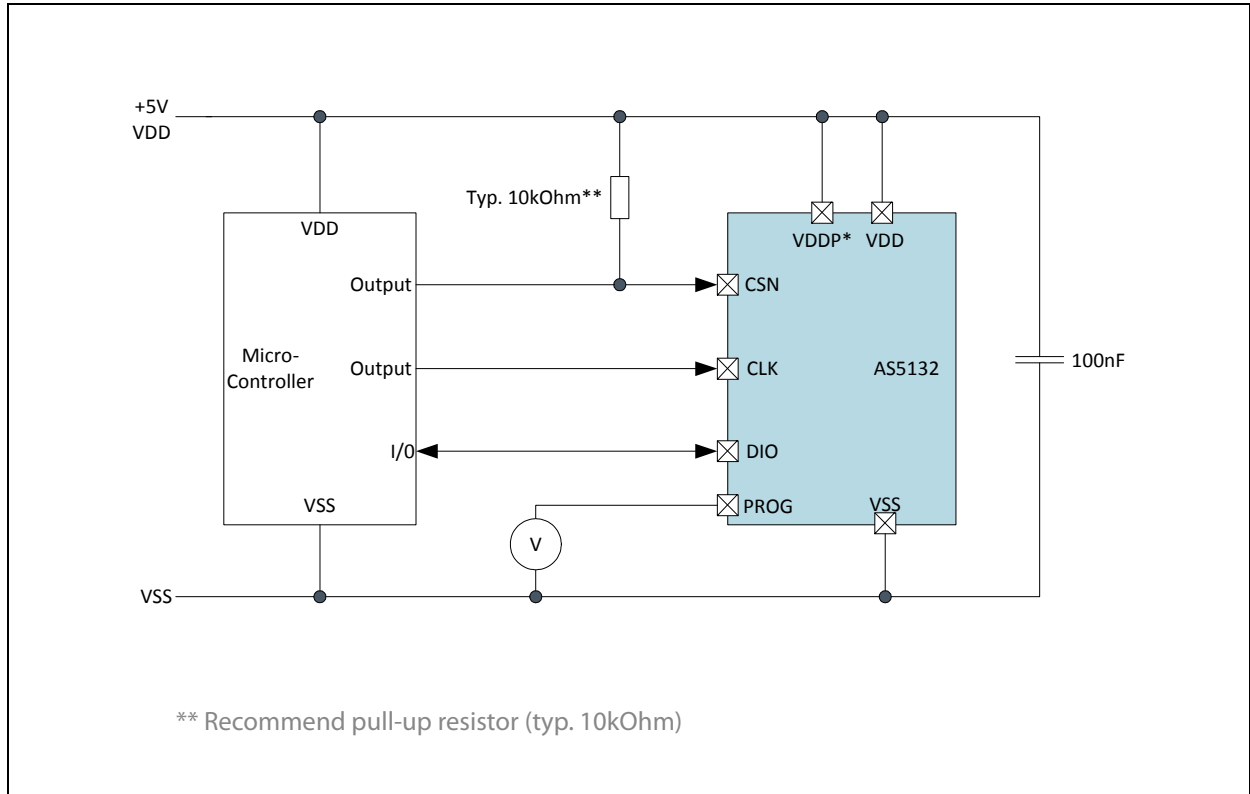 +5V
VDD
Typ. 10kOhm**
VDD
VDDP*
VDD
Output
CSN
Micro-
Controller
Output
CLK
AS5132
100nF
I/0
DIO
VSS
PROG
VSS
V
VSS
** Recommend pull-up resistor (typ. 10kOhm)